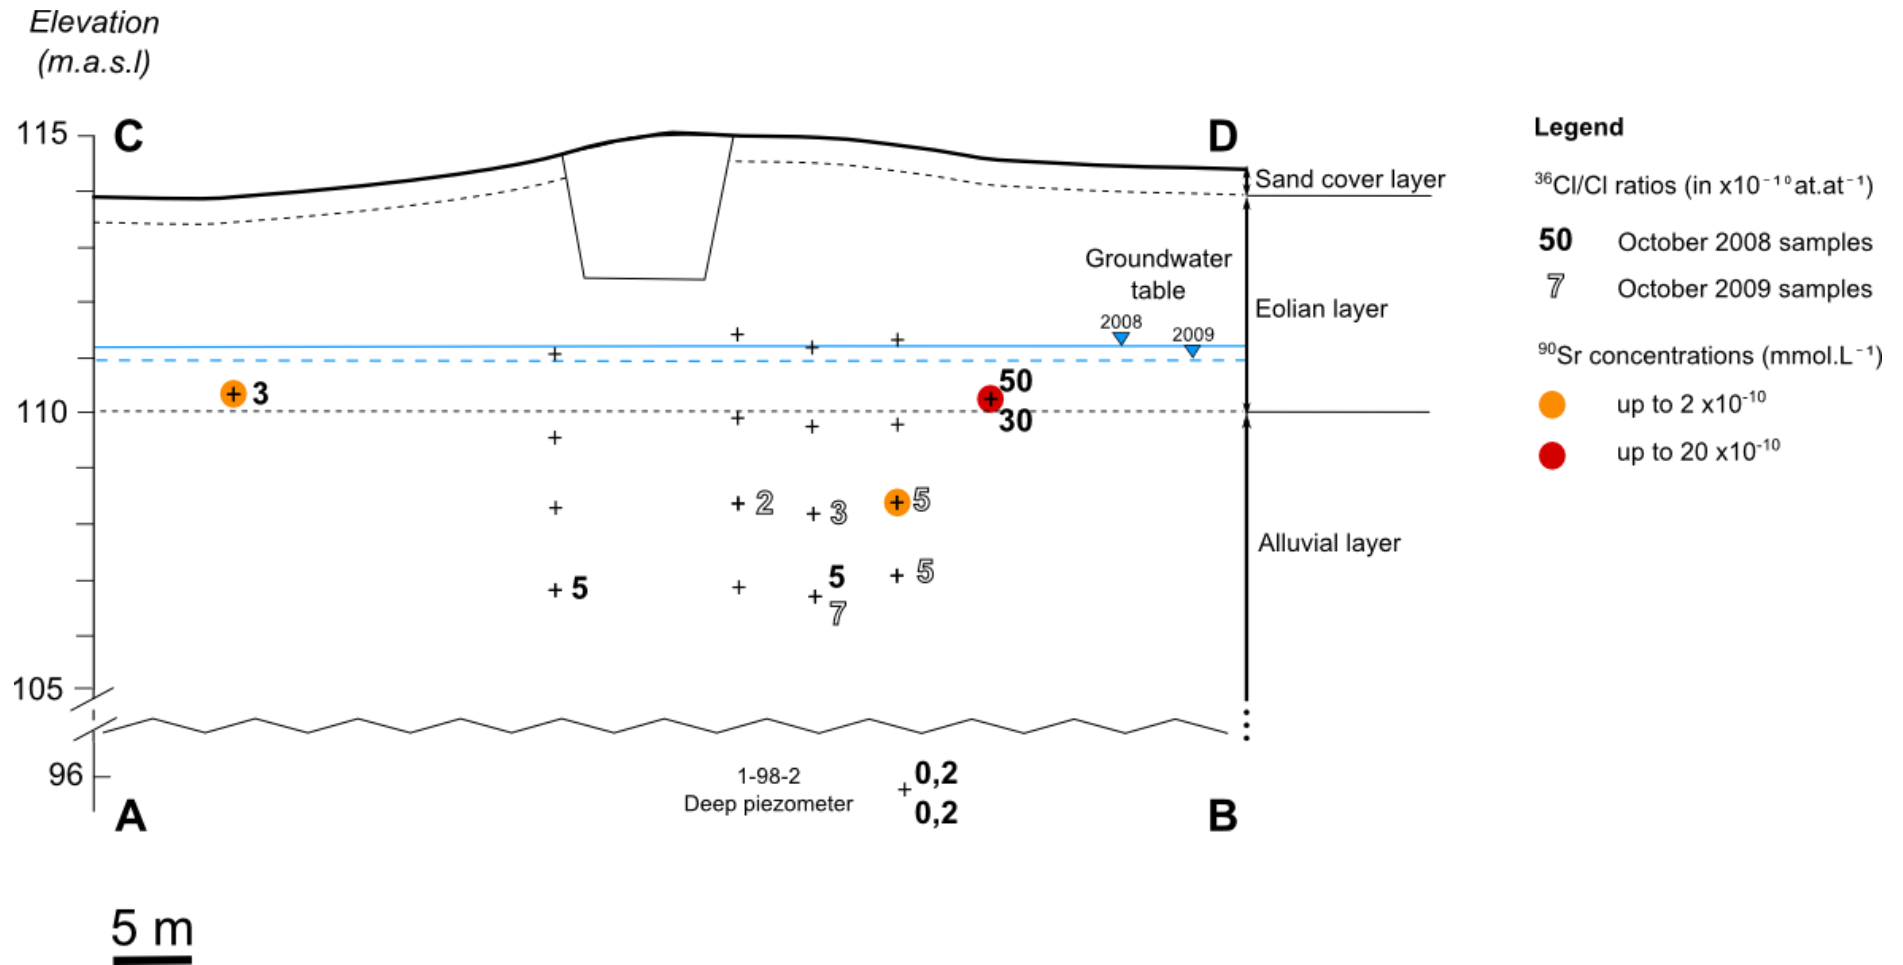 Elevation
(m.a.s.l)
115
C
D
Sand cover layer
Groundwater
table
2008
2009
Eolian layer
3
50
110
30
2
3
5
Alluvial layer
5
5
5
7
105
96
1-98-2
Deep piezometer
0,2
0,2
A
B
5 m
Legend
³⁶Cl/Cl ratios (in x10⁻¹⁰at.at⁻¹)
50 October 2008 samples
7 October 2009 samples
⁹⁰Sr concentrations (mmol.L⁻¹)
up to 2 x10⁻¹⁰
up to 20 x10⁻¹⁰